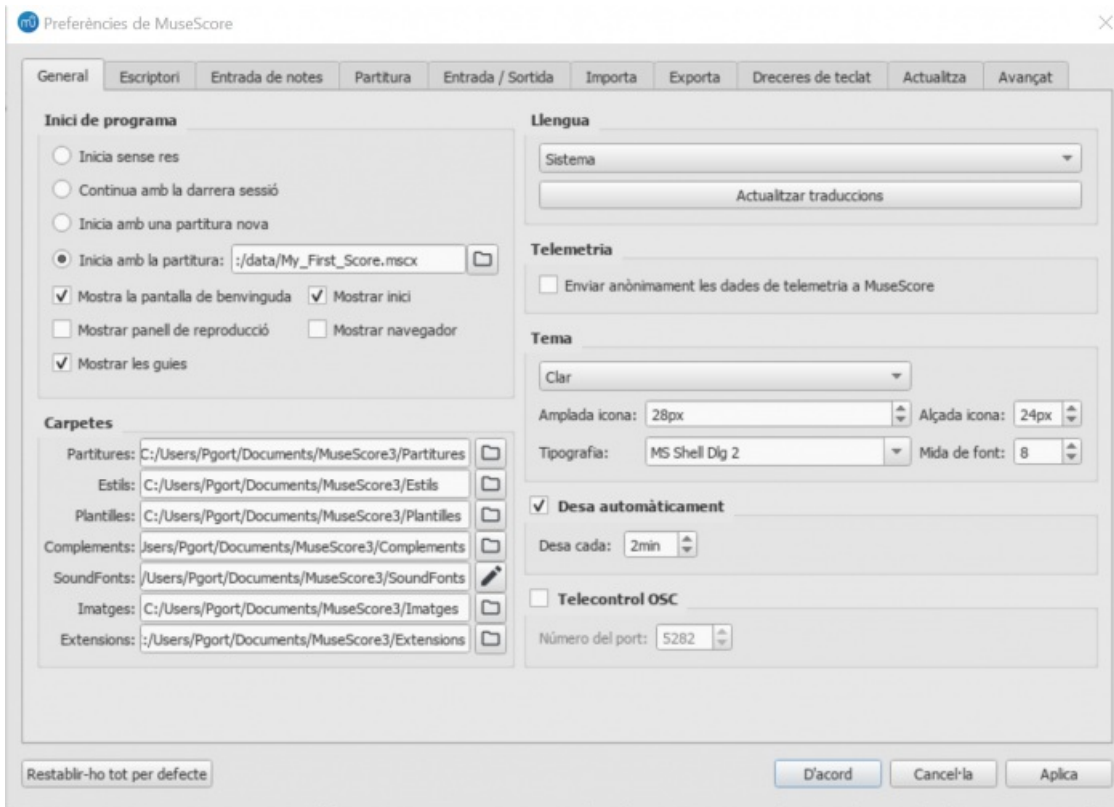 Preferències de MuseScore
General Escriptori Entrada de notes Partitura Entrada / Sortida Importa Exporta Dreceres de teclat Actualitza Avançat
Inici de programa
Inicia sense res
Continua amb la darrera sessió
Inicia amb una partitura nova
Inicia amb la partitura: :/data/My_First_Score.mscx
Mostra la pantalla de benvinguda Mostrar inici
Mostrar panell de reproducció Mostrar navegador
Mostrar les guies
Carpetes
Partitures: C:/Users/Pgort/Documents/MuseScore3/Partitures
Estils: C:/Users/Pgort/Documents/MuseScore3/Estils
Plantilles: C:/Users/Pgort/Documents/MuseScore3/Plantilles
Complements: Jsers/Pgort/Documents/MuseScore3/Complements
SoundFonts: /Users/Pgort/Documents/MuseScore3/SoundFonts
Imatges: C:/Users/Pgort/Documents/MuseScore3/Imatges
Extensions: :/Users/Pgort/Documents/MuseScore3/Extensions
Llengua
Sistema
Actualitzar traduccions
Telemetria
Enviar anònimament les dades de telemetria a MuseScore
Tema
Clar
Amplada icona: 28px Alçada icona: 24px
Tipografia: MS Shell Dlg 2 Mida de font: 8
Desa automàticament
Desa cada: 2min
Telecontrol OSC
Número del port: 5282
Restablir-ho tot per defecte D'acord Cancel·la Aplica